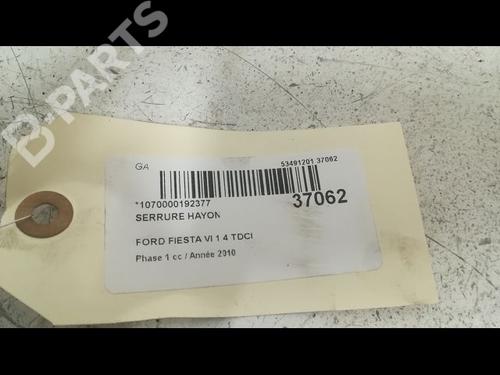 GA
53491201 37062
*1070000192377
37062
SERRURE HAYON
FORD FIESTA VI 1 4 TDCI
Phase 1 cc / Année 2010
B PARTS